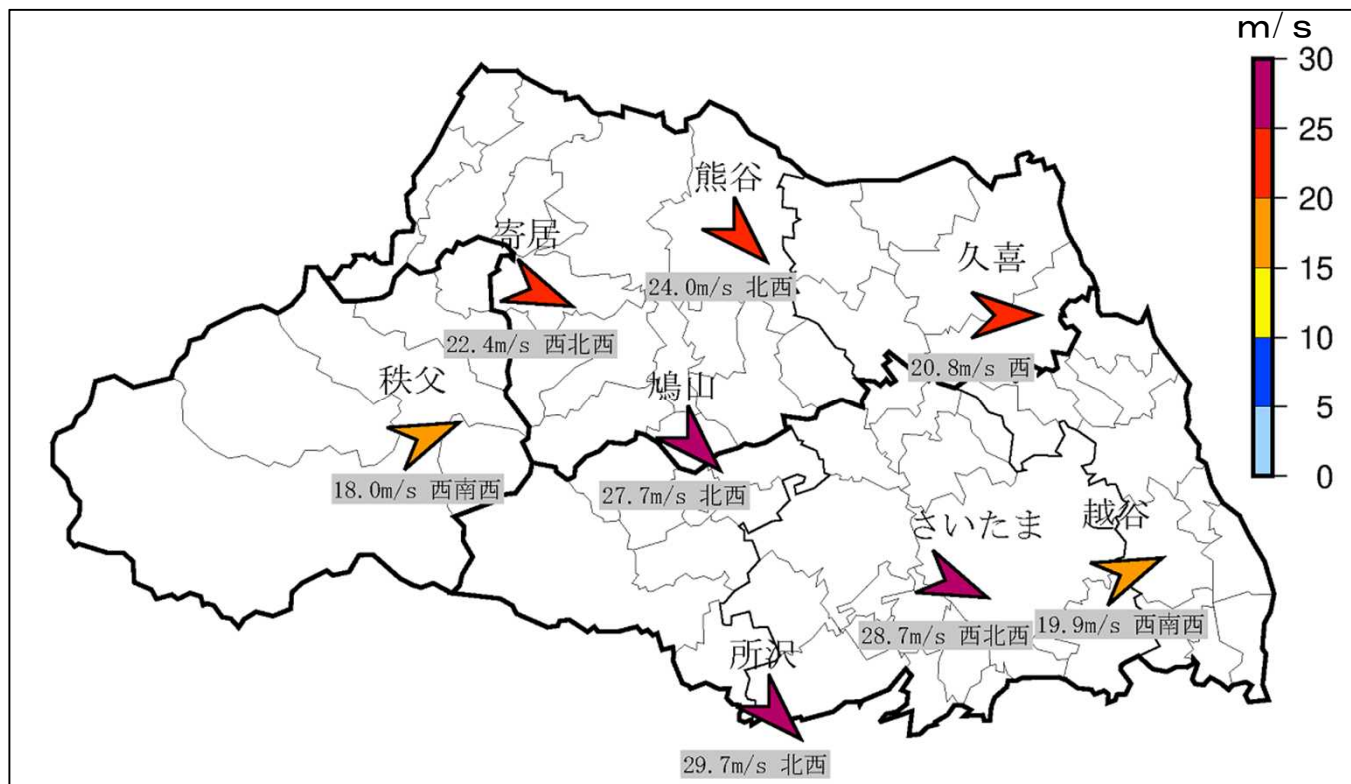 m/s
30
25
20
15
10
5
0
熊谷
24.0m/s 北西
寄居
22.4m/s 西北西
久喜
20.8m/s 西
秩父
18.0m/s 西南西
鳩山
27.7m/s 北西
さいたま
28.7m/s 西北西
越谷
19.9m/s 西南西
所沢
29.7m/s 北西